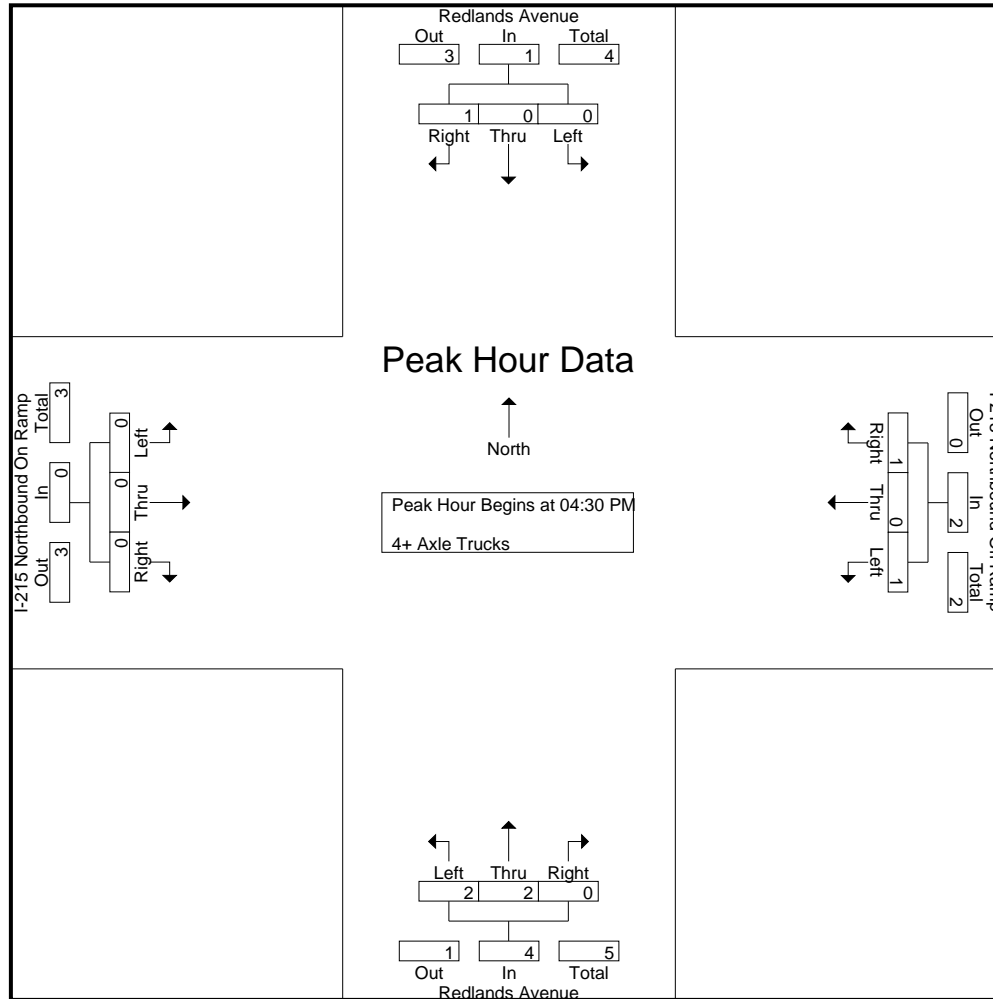 Redlands Avenue
Out In Total
3 1 4
1 0 0
Right Thru Left
Peak Hour Data
North
Peak Hour Begins at 04:30 PM
4+ Axle Trucks
I-215 Northbound On Ramp
Total In Out
3 0 3
0 0 0
Left Thru Right
Right Thru Left
1 0 1
Out In Total
0 2 2
Ramp
Left Thru Right
2 2 0
1 4 5
Out In Total
Redlands Avenue